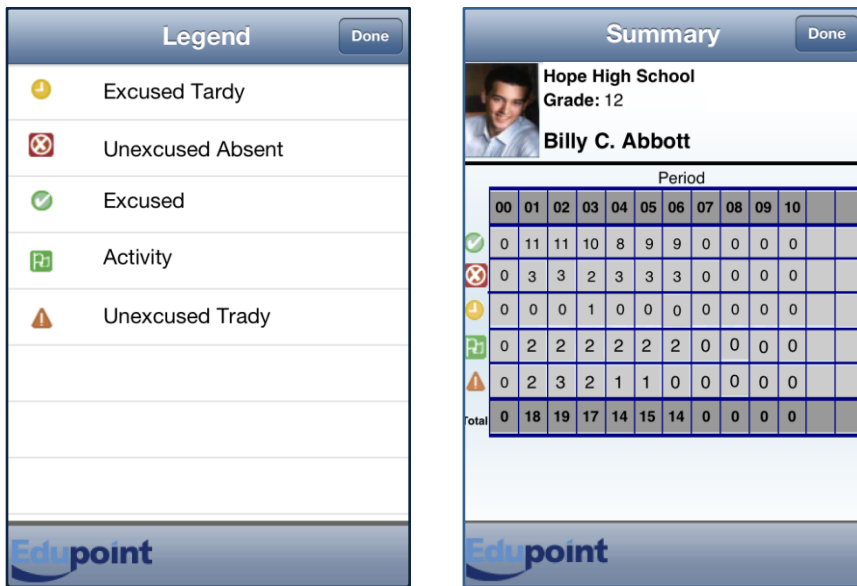 Legend
Done
Excused Tardy
Unexcused Absent
Excused
Activity
Unexcused Trady
Edupoint
Summary
Done
Hope High School
Grade: 12
Billy C. Abbott
Period
00 01 02 03 04 05 06 07 08 09 10
0 11 11 10 8 9 9 0 0 0 0
0 3 3 2 3 3 3 0 0 0 0
0 0 0 1 0 0 0 0 0 0 0
0 2 2 2 2 2 2 0 0 0 0
0 2 3 2 1 1 0 0 0 0 0
Total 0 18 19 17 14 15 14 0 0 0 0
Edupoint